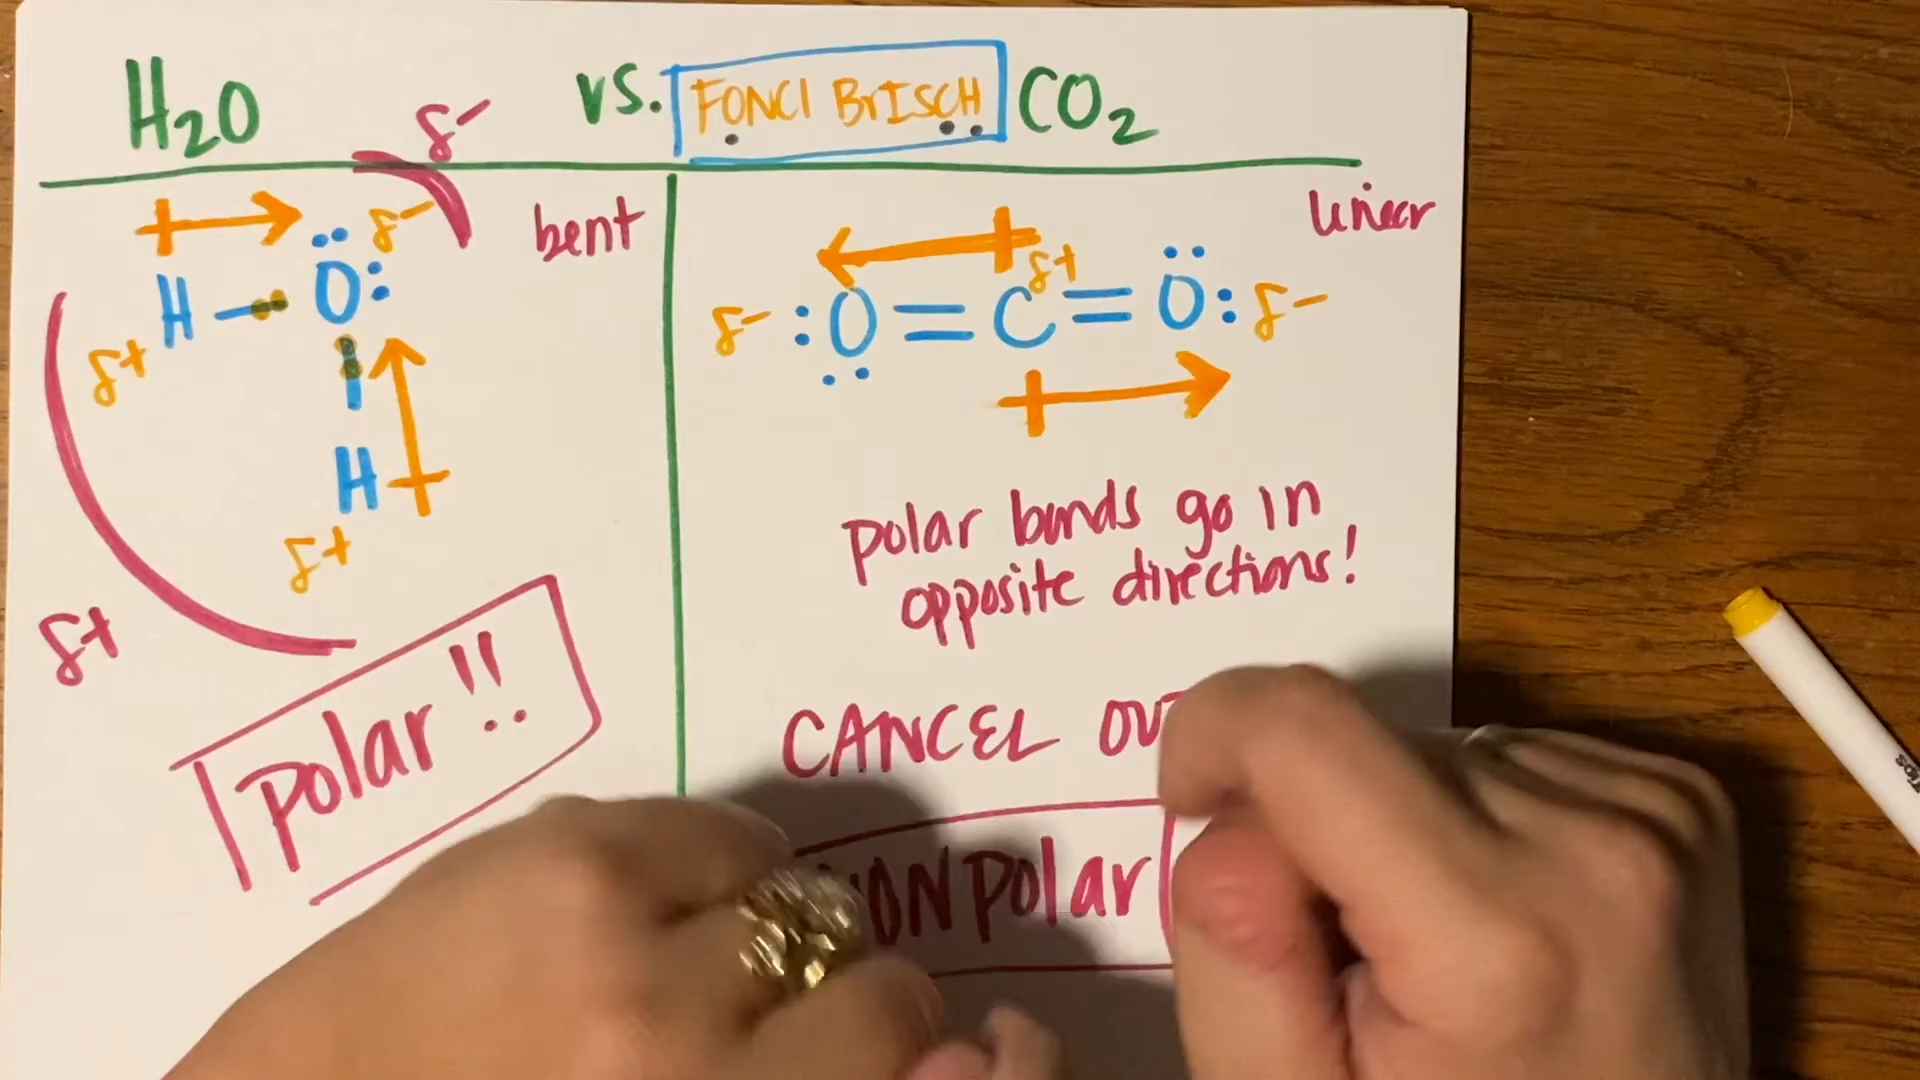 H₂O vs. FONCl BrISCH CO₂
δ-
bent
linear
δ-
H - O:
δ+
H
δ+
δ+
polar!!
δ+
δ- :O = C = O: δ-
polar bonds go in
opposite directions!
CANCEL OU
NONpolar